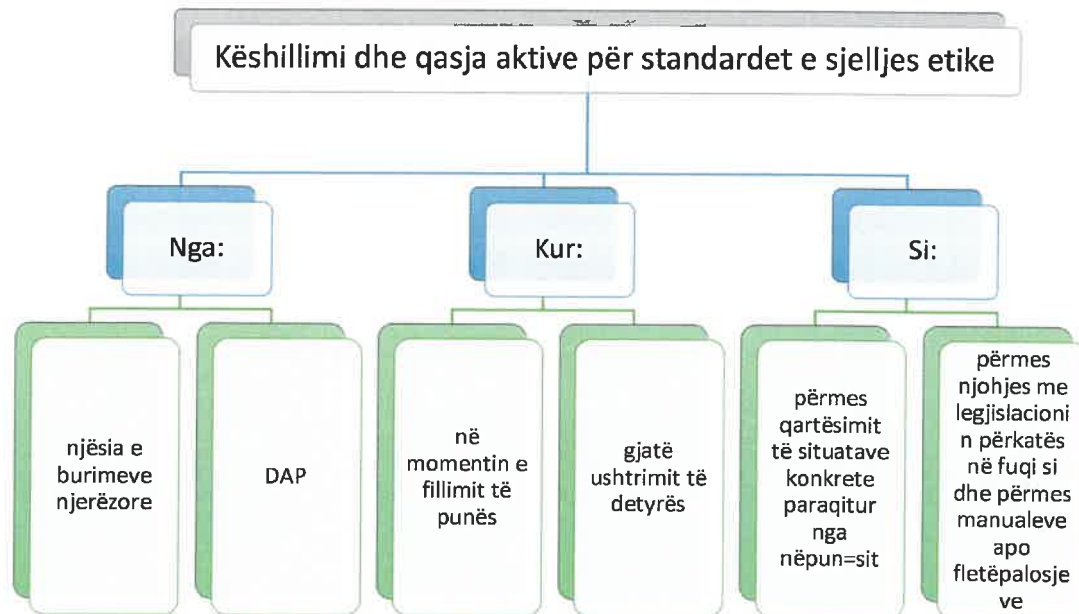 Këshillimi dhe qasja aktive për standardet e sjelljes etike
Nga:
Kur:
Si:
njësia e
burimeve
njerëzore
DAP
në
momentin e
fillimit të
punës
gjatë
ushtrimit të
detyrës
përmes
qartësimit
të situatave
konkrete
paraqitur
nga
nëpun=sit
përmes
njohjes me
legjislacioni
n përkatës
në fuqi si
dhe përmes
manualeve
apo
fletëpalosje
ve